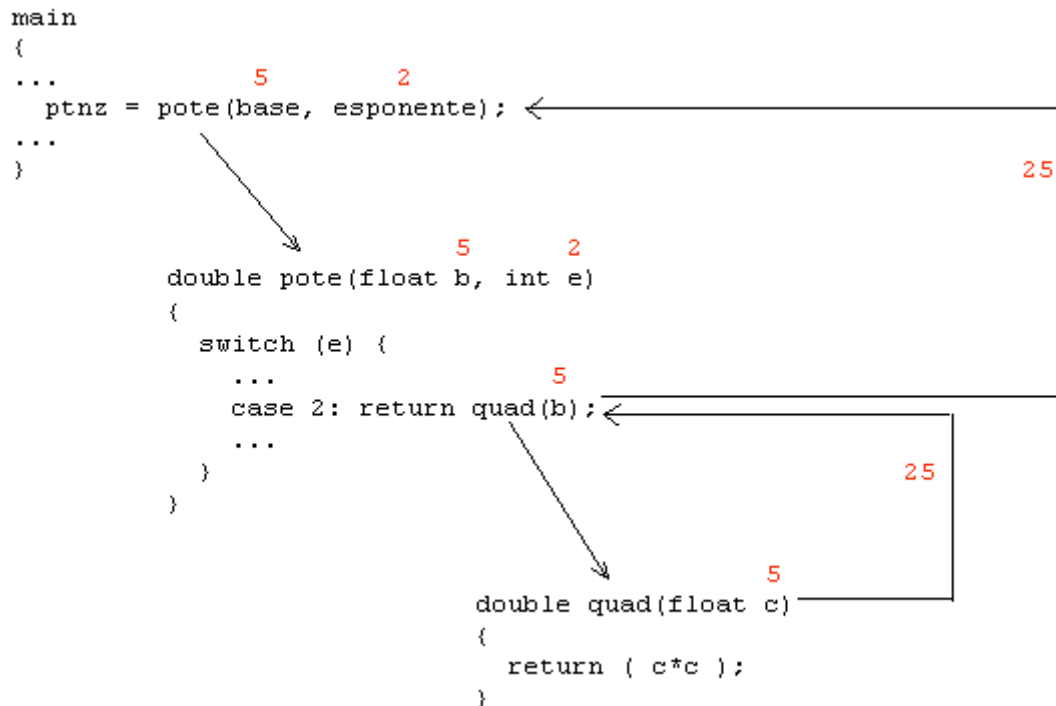 main
{
...
5 2
ptnz = pote(base, esponente);
...
}
25
5 2
double pote(float b, int e)
{
switch (e) {
...
5
case 2: return quad(b);
...
}
25
}
5
double quad(float c)
{
return ( c*c );
}